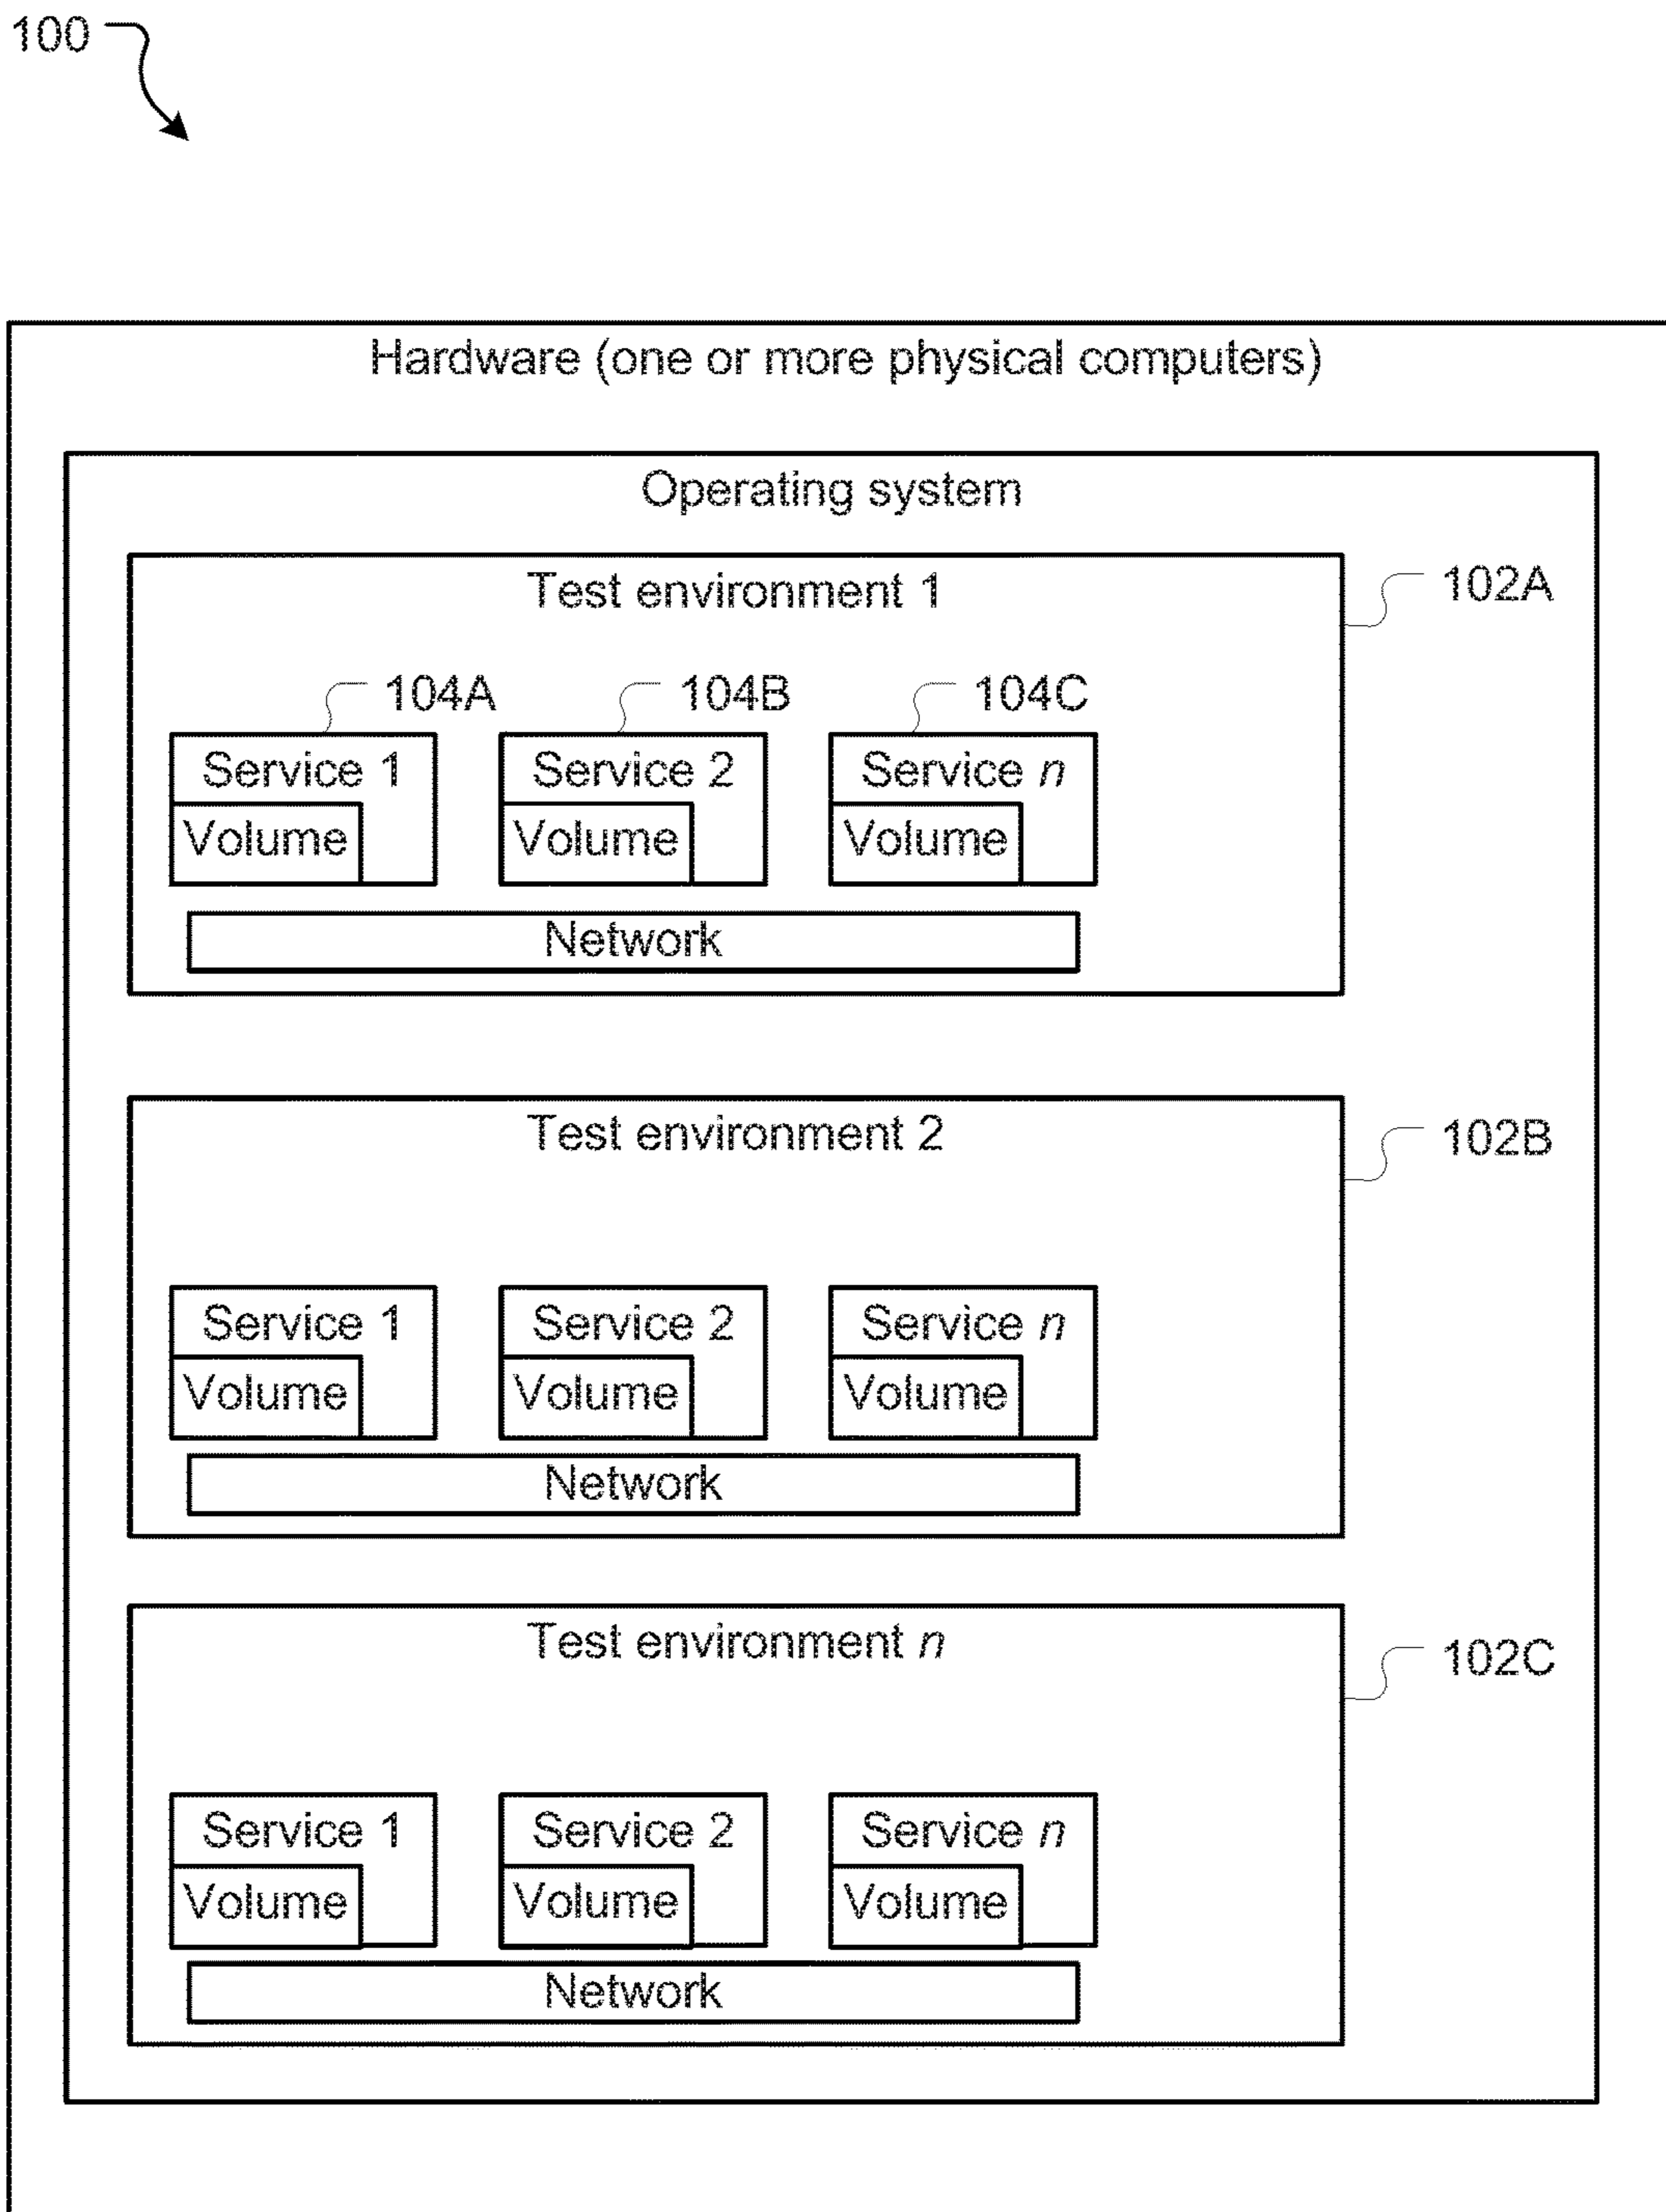 100
Hardware (one or more physical computers)
Operating system
Test environment 1
102A
104A 104B 104C
Service 1 Service 2 Service n
Volume Volume Volume
Network
Test environment 2
102B
Service 1 Service 2 Service n
Volume Volume Volume
Network
Test environment n
102C
Service 1 Service 2 Service n
Volume Volume Volume
Network